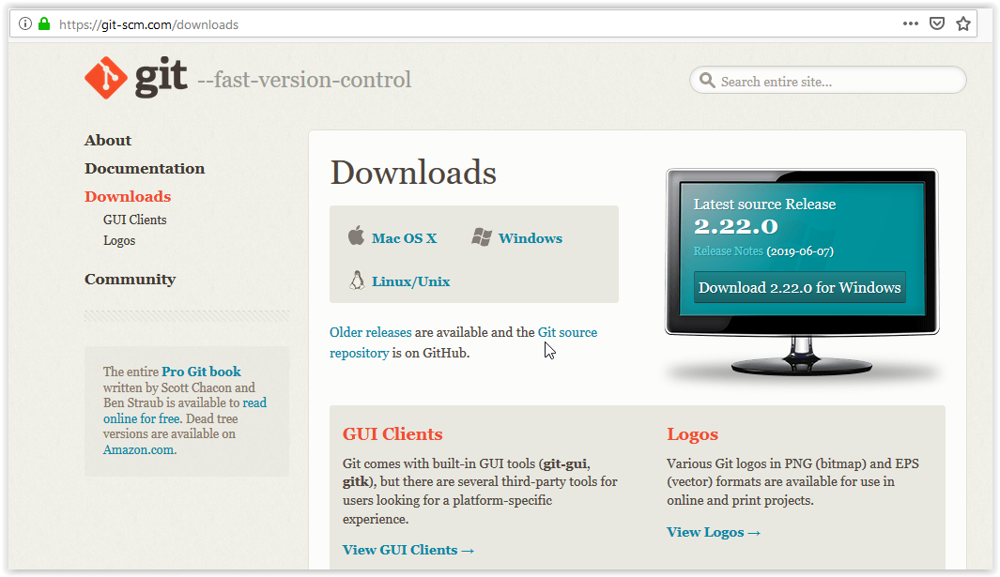 https://git-scm.com/downloads
git --fast-version-control
Search entire site...
About
Documentation
Downloads
GUI Clients
Logos
Community
The entire Pro Git book
written by Scott Chacon and
Ben Straub is available to read
online for free. Dead tree
versions are available on
Amazon.com.
Downloads
Mac OS X
Windows
Linux/Unix
Older releases are available and the Git source
repository is on GitHub.
Latest source Release
2.22.0
Release Notes (2019-06-07)
Download 2.22.0 for Windows
GUI Clients
Git comes with built-in GUI tools (git-gui,
gitk), but there are several third-party tools for
users looking for a platform-specific
experience.
View GUI Clients →
Logos
Various Git logos in PNG (bitmap) and EPS
(vector) formats are available for use in
online and print projects.
View Logos →